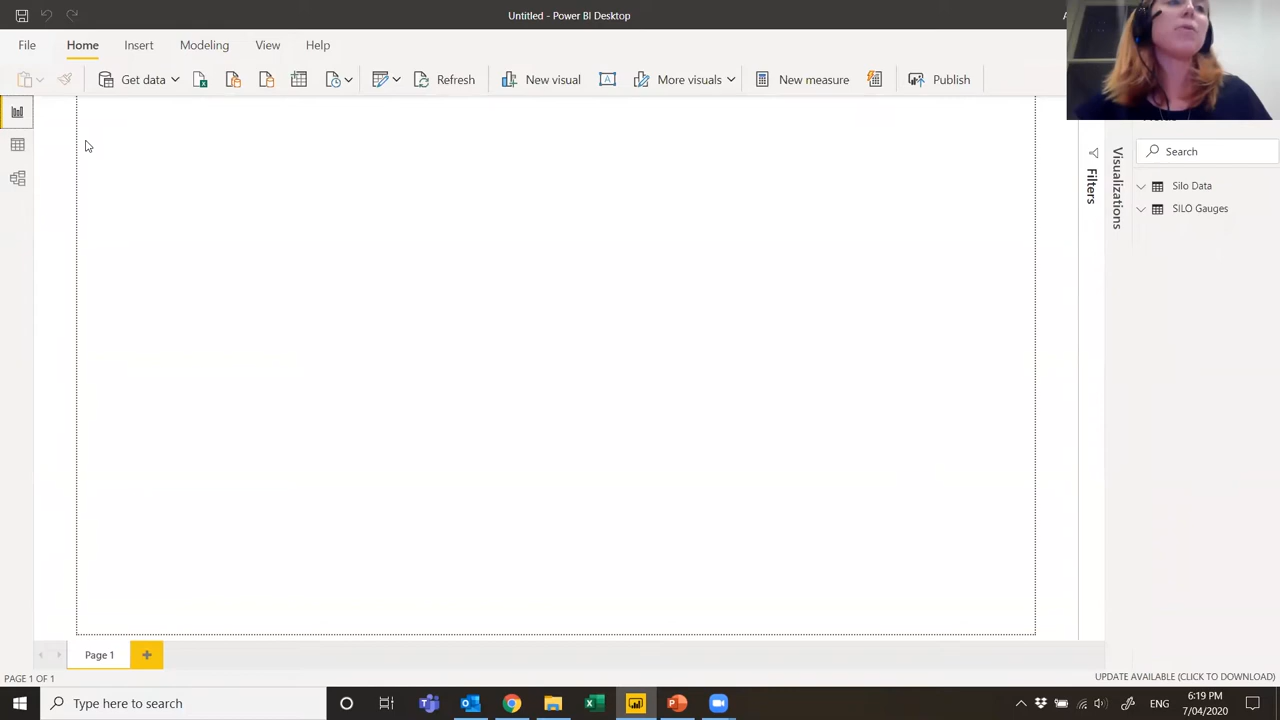 Untitled - Power BI Desktop
File
Home
Insert
Modeling
View
Help
Get data
Refresh
New visual
More visuals
New measure
Publish
Filters
Visualizations
Search
Silo Data
SILO Gauges
Page 1
PAGE 1 OF 1
UPDATE AVAILABLE (CLICK TO DOWNLOAD)
Type here to search
ENG
6:19 PM
7/04/2020